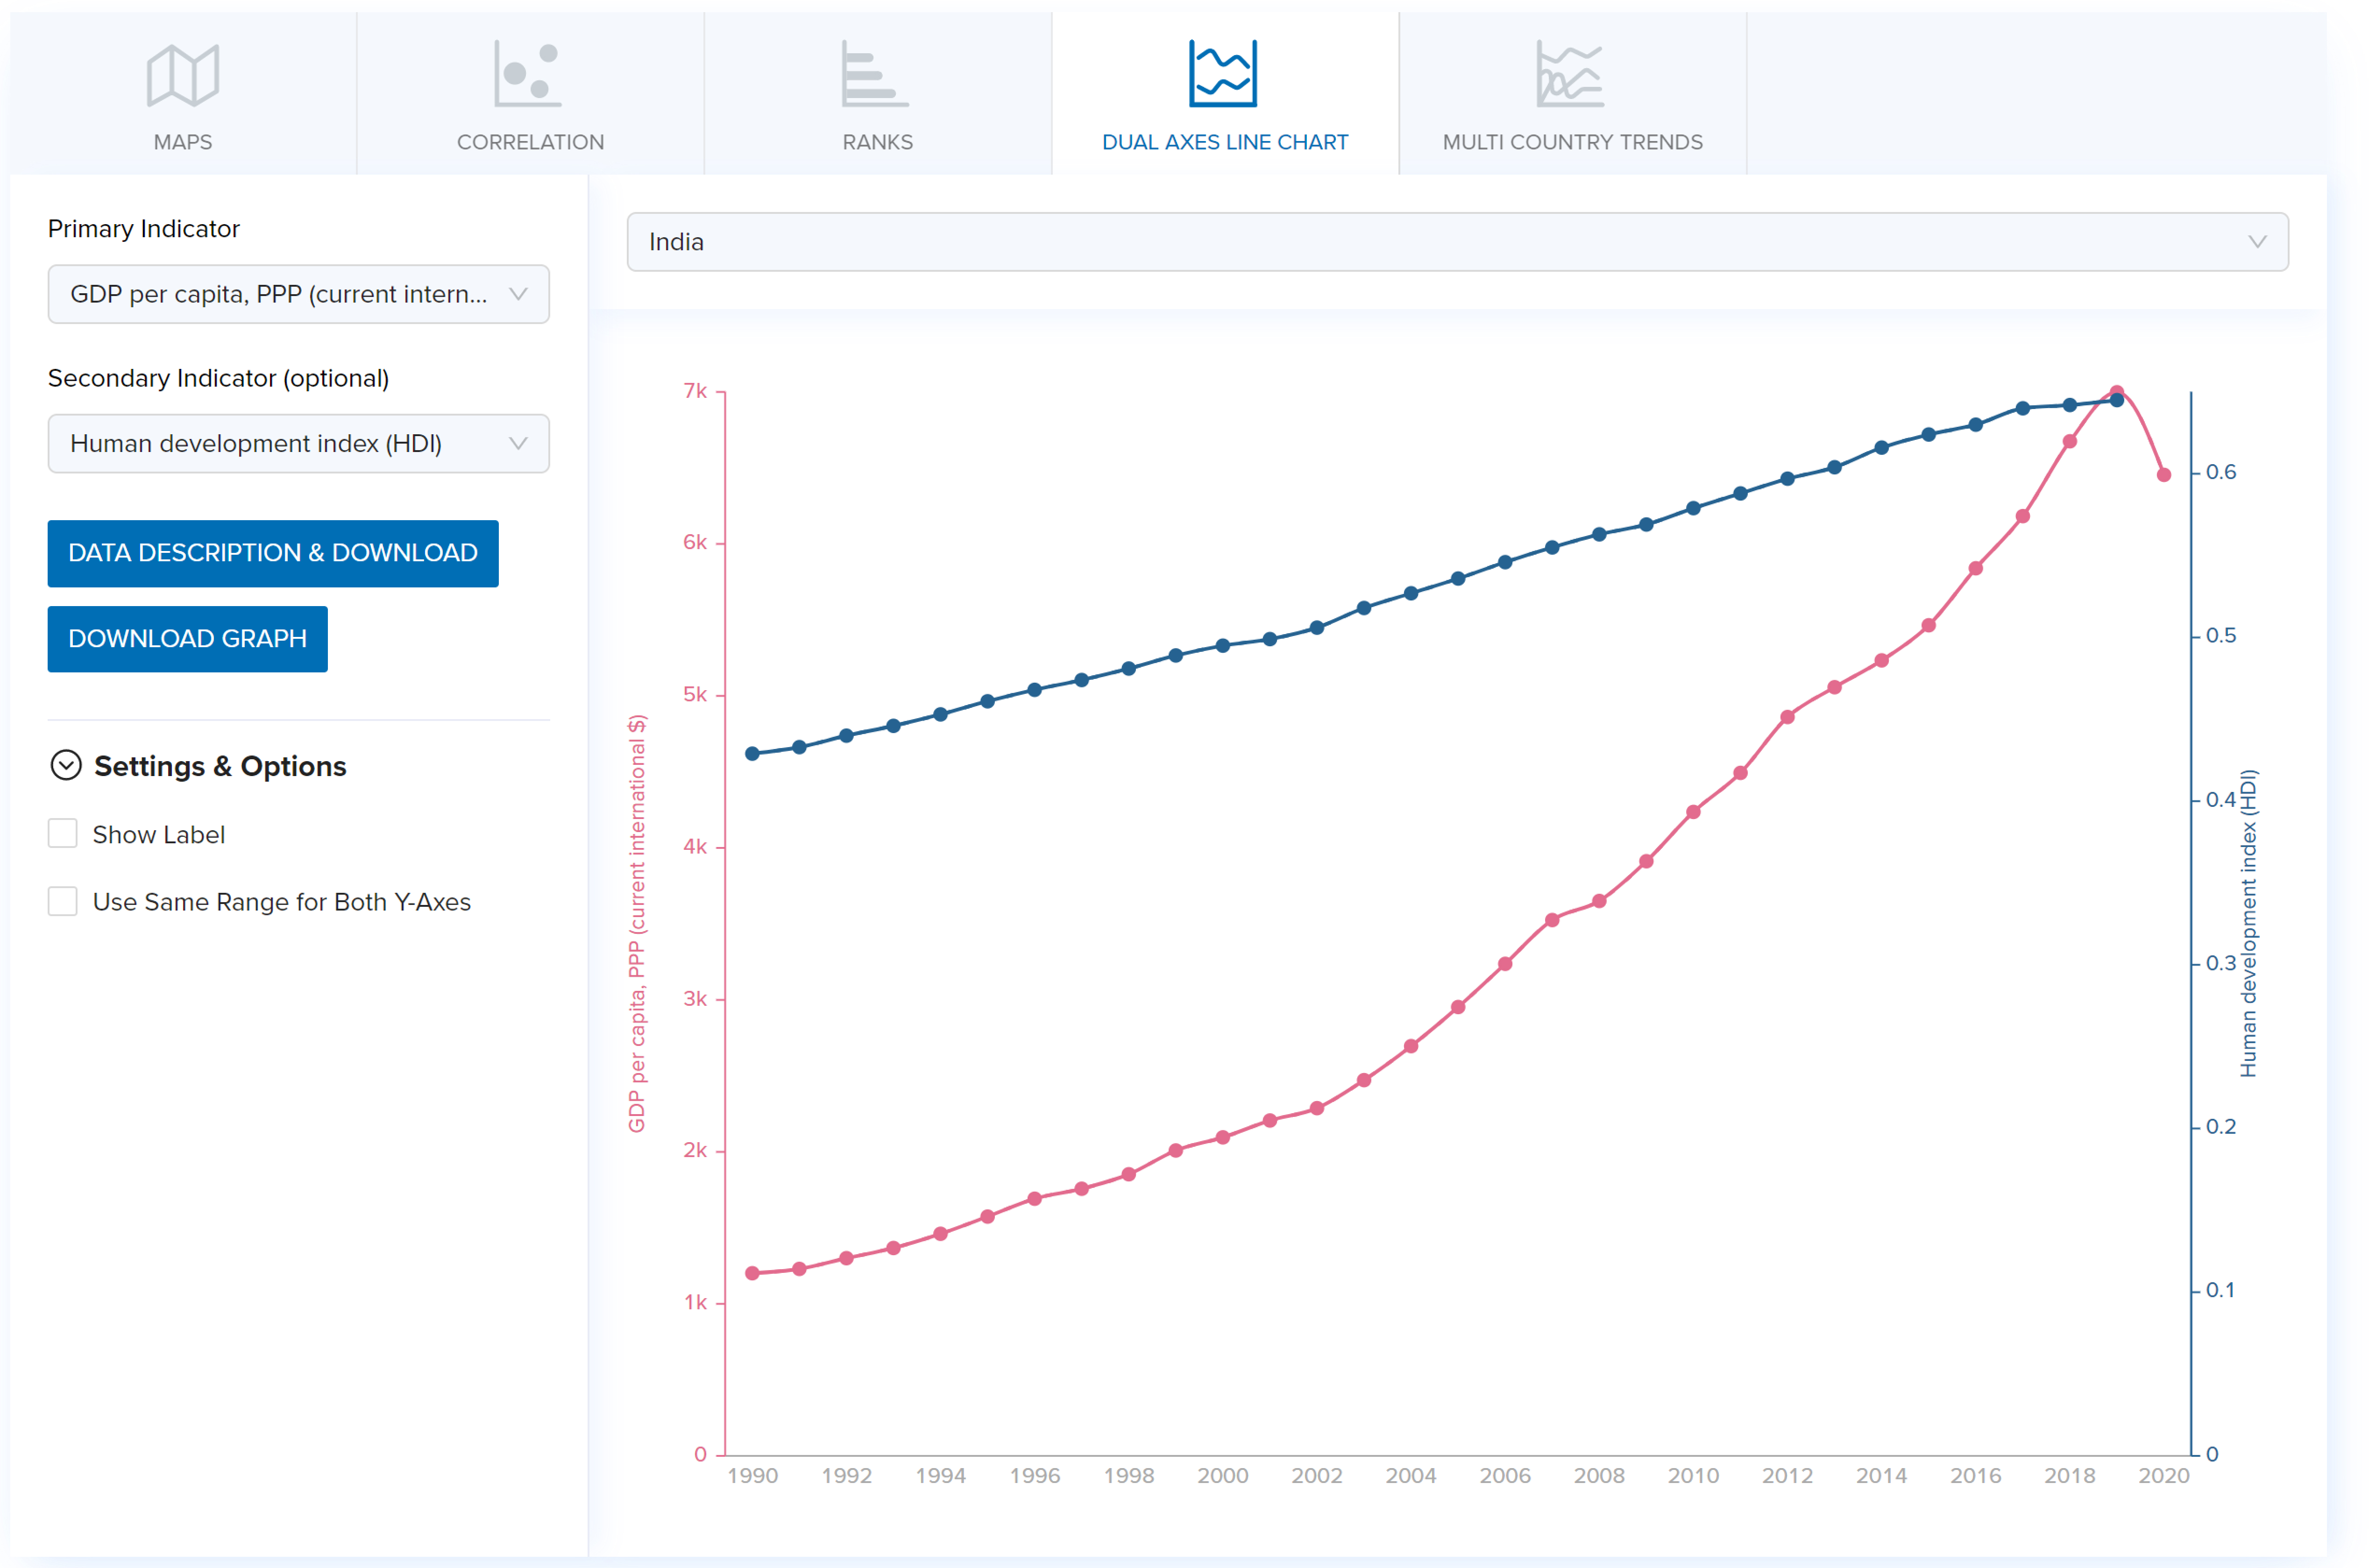 MAPS
CORRELATION
RANKS
DUAL AXES LINE CHART
MULTI COUNTRY TRENDS
Primary Indicator
GDP per capita, PPP (current intern...
Secondary Indicator (optional)
Human development index (HDI)
DATA DESCRIPTION & DOWNLOAD
DOWNLOAD GRAPH
Settings & Options
Show Label
Use Same Range for Both Y-Axes
India
GDP per capita, PPP (current international $)
7k
6k
5k
4k
3k
2k
1k
0
0.6
0.5
0.4
0.3
0.2
0.1
0
Human development index (HDI)
1990 1992 1994 1996 1998 2000 2002 2004 2006 2008 2010 2012 2014 2016 2018 2020